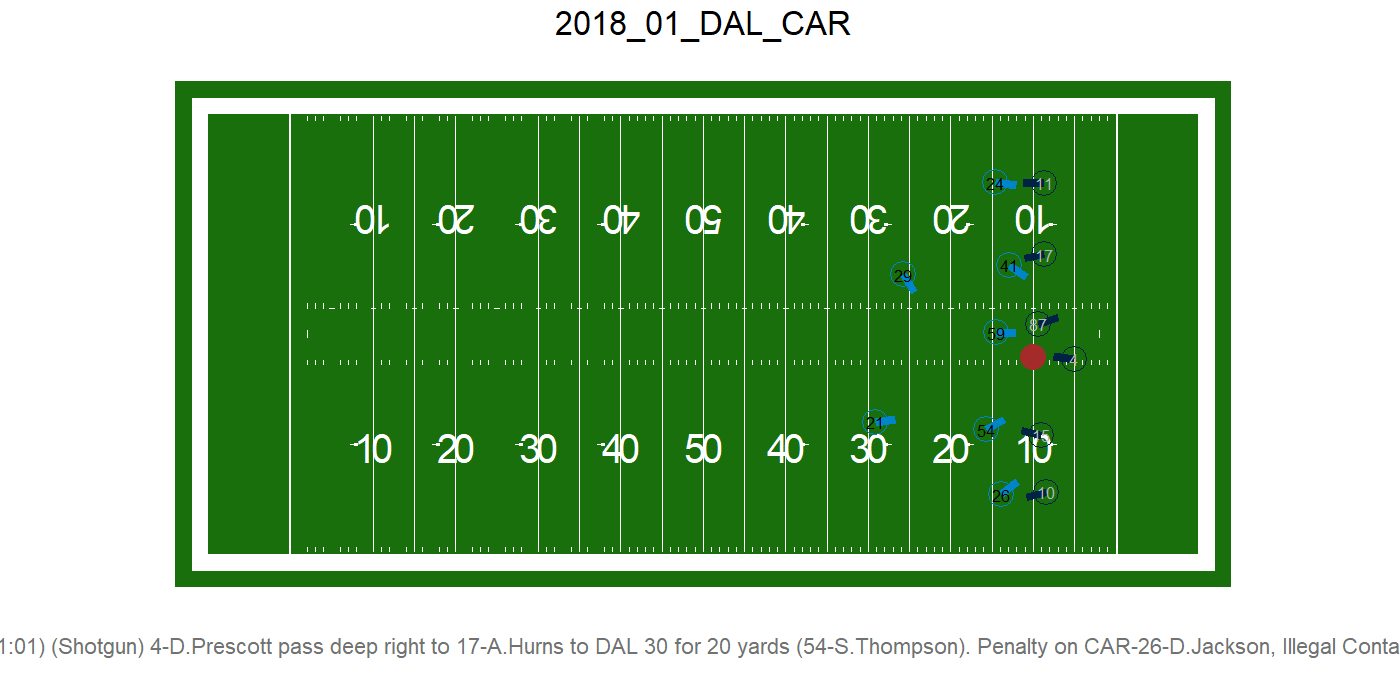 2018_01_DAL_CAR
24 11
10 20 30 40 50 40 30 20 10
17
41
29
87
59
4
21
54 15
10 20 30 40 50 40 30 20 10
26 10
1:01) (Shotgun) 4-D.Prescott pass deep right to 17-A.Hurns to DAL 30 for 20 yards (54-S.Thompson). Penalty on CAR-26-D.Jackson, Illegal Conta